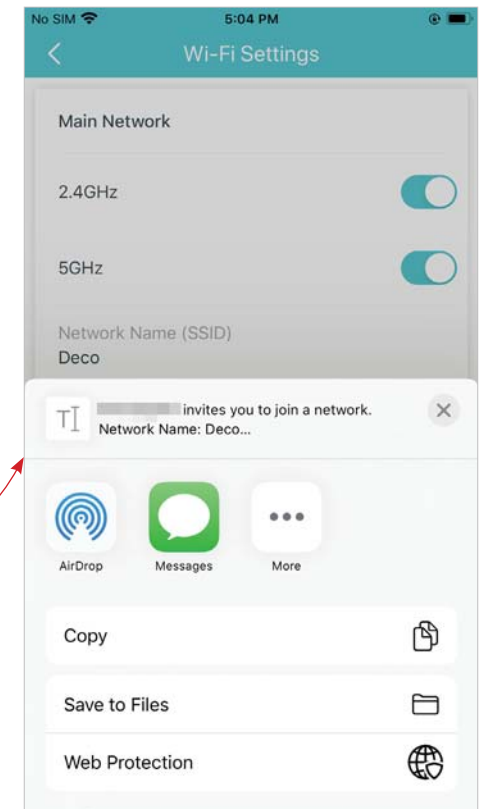 No SIM 5:04 PM
Wi-Fi Settings
Main Network
2.4GHz
5GHz
Network Name (SSID)
Deco
invites you to join a network.
Network Name: Deco...
AirDrop Messages More
Copy
Save to Files
Web Protection